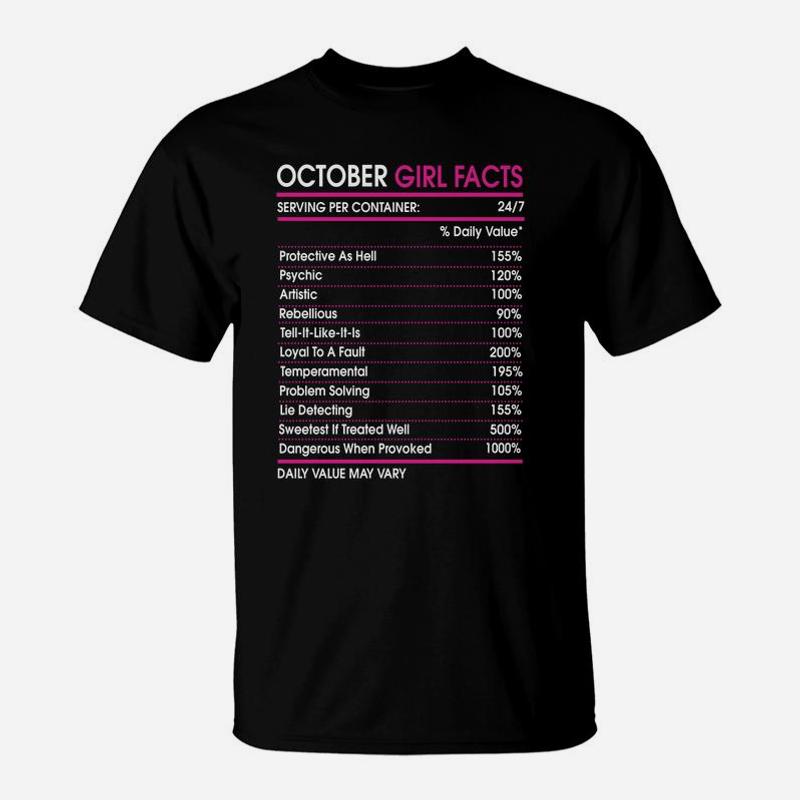 OCTOBER GIRL FACTS
SERVING PER CONTAINER: 24/7
% Daily Value*
Protective As Hell 155%
Psychic 120%
Artistic 100%
Rebellious 90%
Tell-It-Like-It-Is 100%
Loyal To A Fault 200%
Temperamental 195%
Problem Solving 105%
Lie Detecting 155%
Sweetest If Treated Well 500%
Dangerous When Provoked 1000%
DAILY VALUE MAY VARY